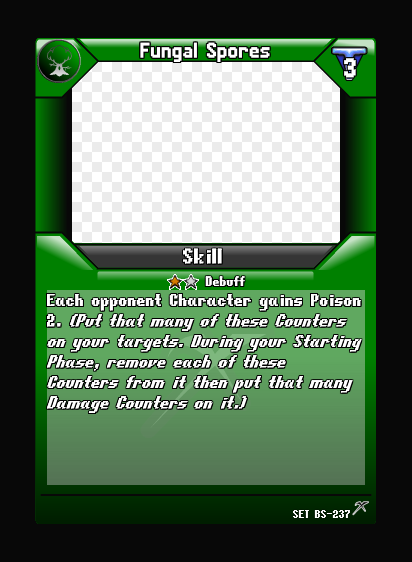 Fungal Spores
3
Skill
Debuff
Each opponent Character gains Poison
2. (Put that many of these Counters
on your targets. During your Starting
Phase, remove each of these
Counters from it then put that many
Damage Counters on it.)
SET BS-237